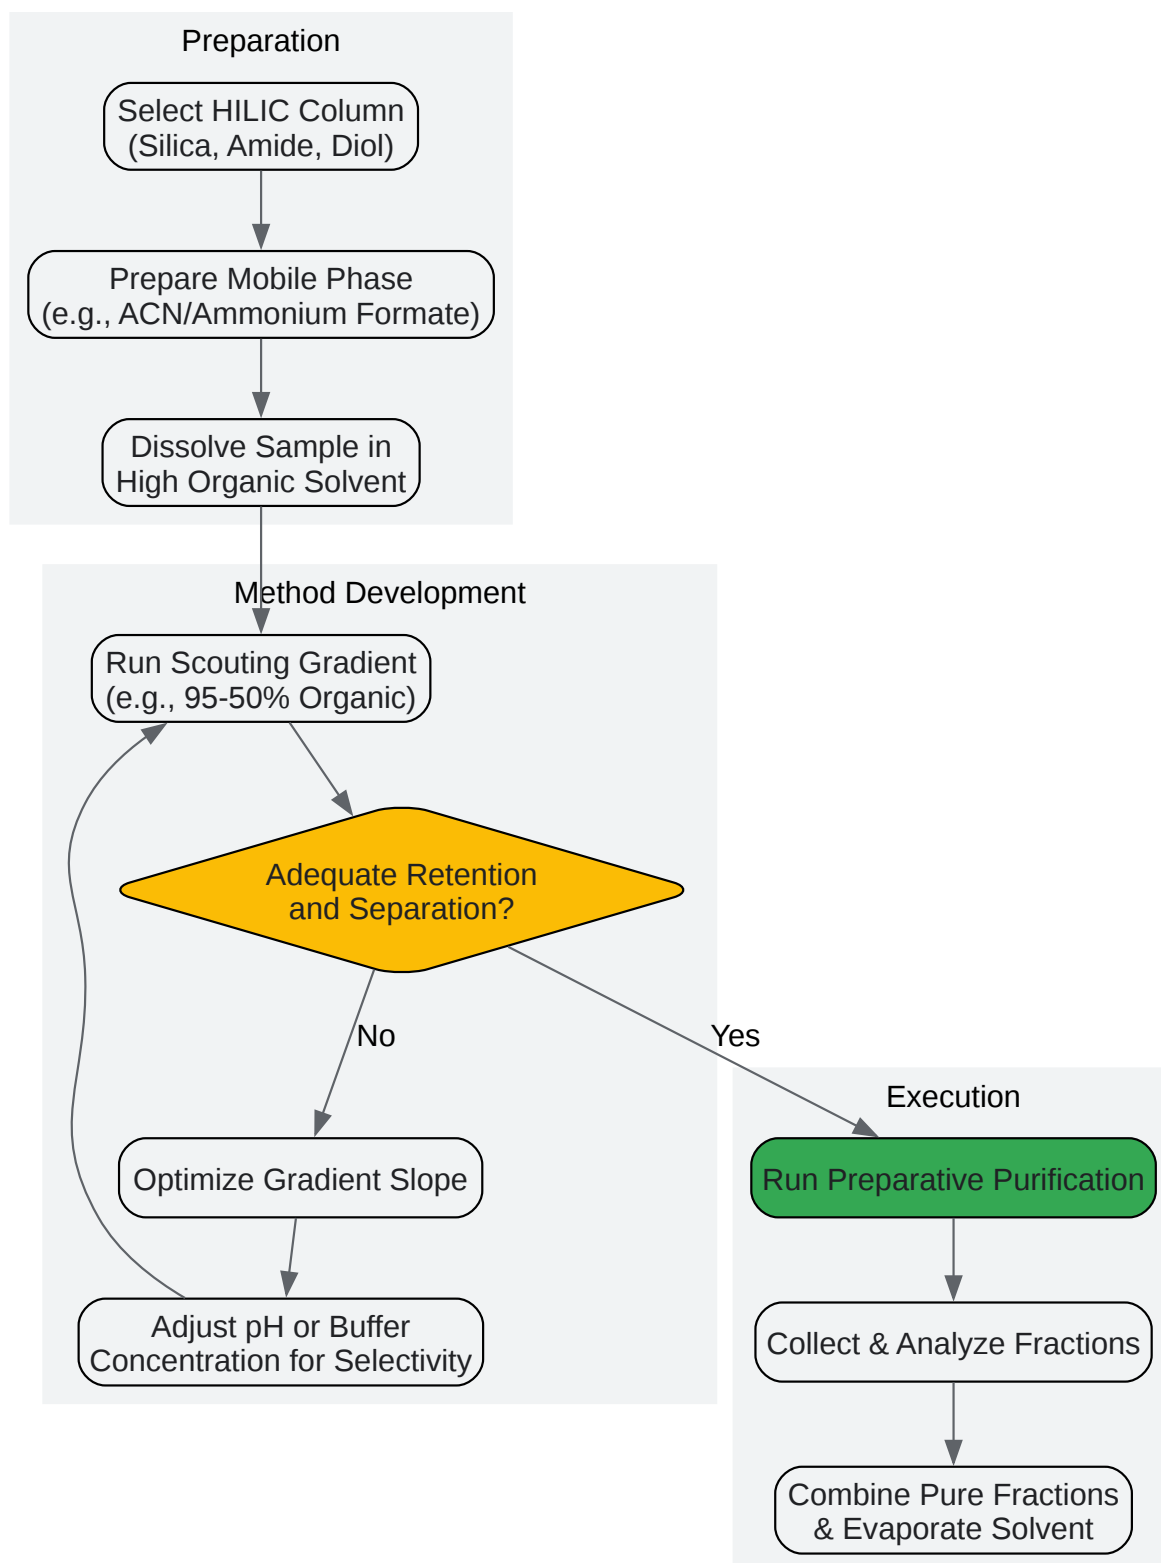 Preparation
Select HILIC Column
(Silica, Amide, Diol)
Prepare Mobile Phase
(e.g., ACN/Ammonium Formate)
Dissolve Sample in
High Organic Solvent
Method Development
Run Scouting Gradient
(e.g., 95-50% Organic)
Adequate Retention
and Separation?
No
Yes
Optimize Gradient Slope
Adjust pH or Buffer
Concentration for Selectivity
Execution
Run Preparative Purification
Collect & Analyze Fractions
Combine Pure Fractions
& Evaporate Solvent